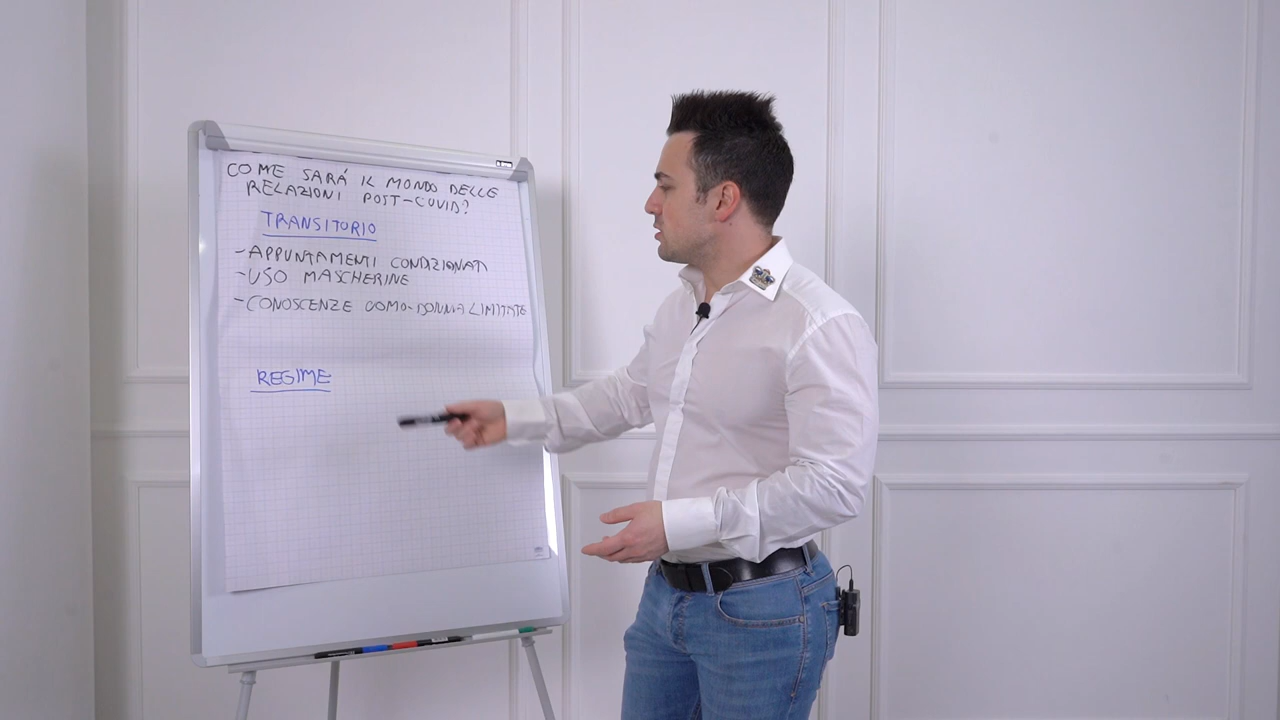 COME SARÁ IL MONDO DELLE
RELAZIONI POST-COVID?
TRANSITORIO
-APPUNTAMENTI CONDIZIONATI
-USO MASCHERINE
-CONOSCENZE UOMO-DONNA LIMITATE
REGIME